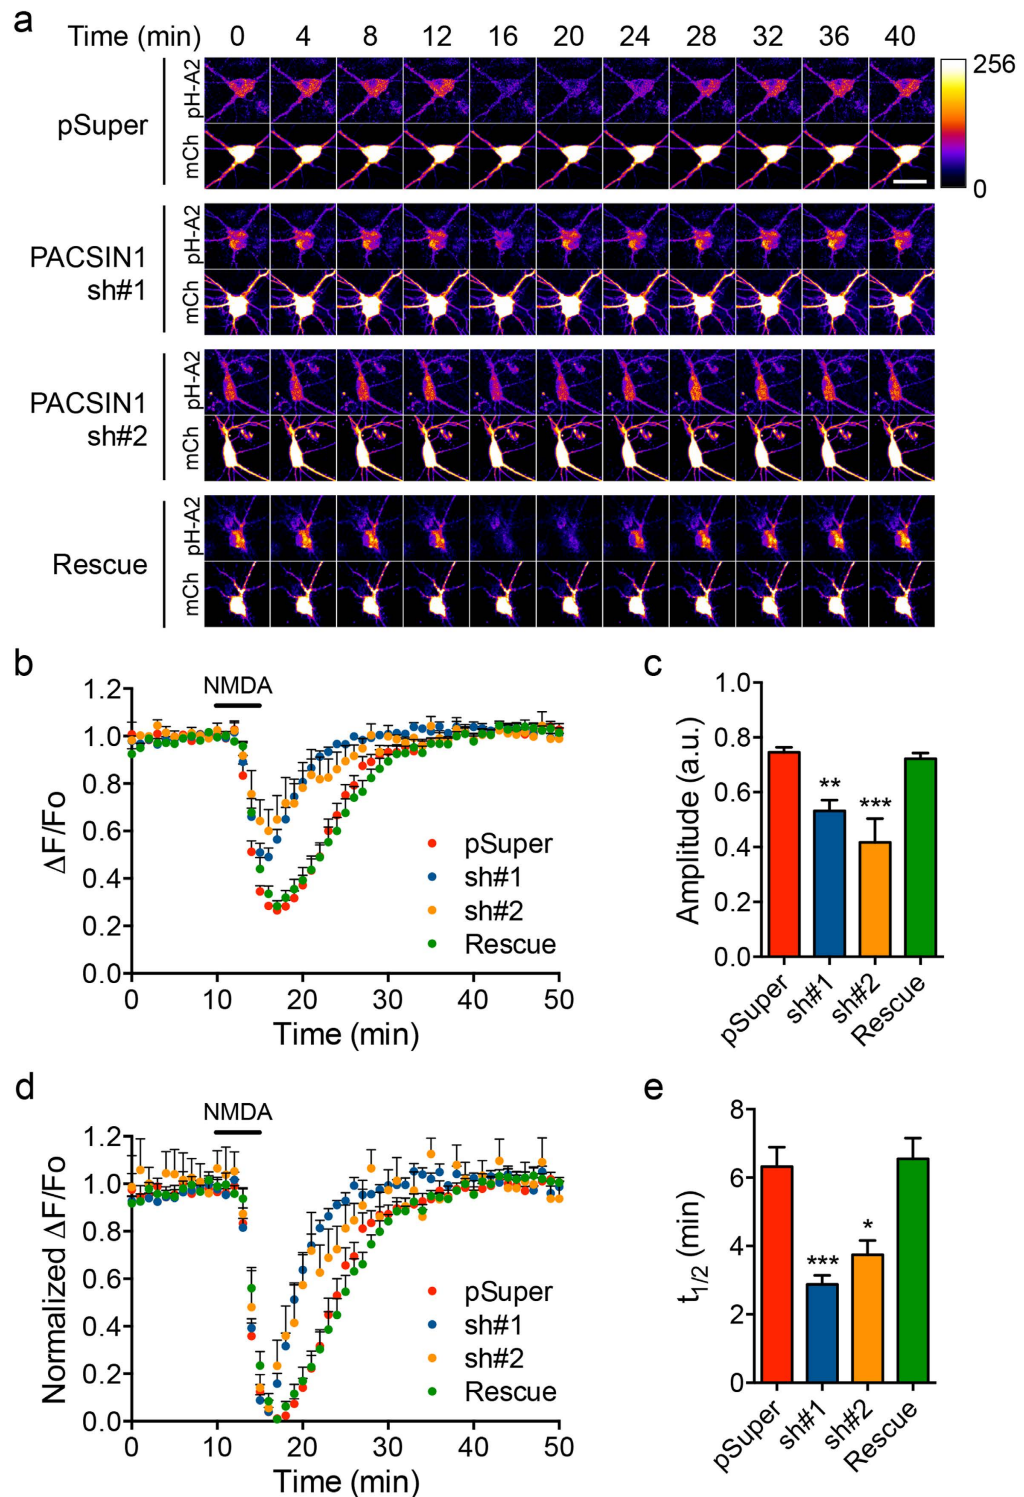 a
Time (min) 0 4 8 12 16 20 24 28 32 36 40
pSuper
pH-A2
mCh
256
0
PACSIN1
sh#1
pH-A2
mCh
PACSIN1
sh#2
pH-A2
mCh
Rescue
pH-A2
mCh
b
NMDA
ΔF/Fo
1.2
1.0
0.8
0.6
0.4
0.2
0.0
pSuper
sh#1
sh#2
Rescue
0 10 20 30 40 50
Time (min)
c
Amplitude (a.u.)
1.0
0.8
0.6
0.4
0.2
0.0
** ***
pSuper sh#1 sh#2 Rescue
d
NMDA
Normalized ΔF/Fo
1.2
1.0
0.8
0.6
0.4
0.2
0.0
pSuper
sh#1
sh#2
Rescue
0 10 20 30 40 50
Time (min)
e
t1/2 (min)
8
6
4
2
0
*** *
pSuper sh#1 sh#2 Rescue